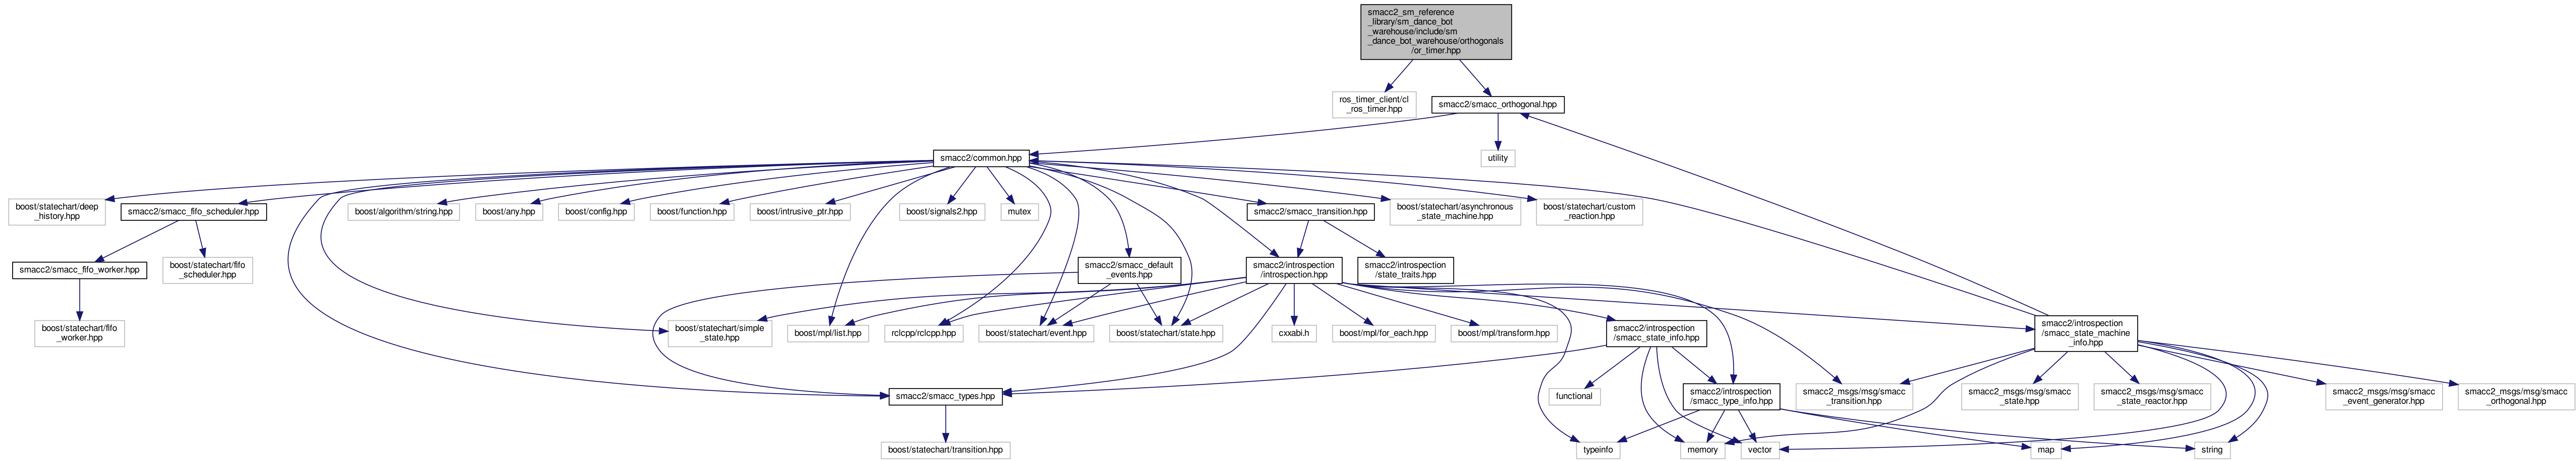 smacc2_sm_reference
_library/sm_dance_bot
_warehouse/include/sm
_dance_bot_warehouse/orthogonals
/or_timer.hpp
ros_timer_client/cl
_ros_timer.hpp
smacc2/smacc_orthogonal.hpp
smacc2/common.hpp
utility
boost/statechart/deep
_history.hpp
smacc2/smacc_fifo_scheduler.hpp
boost/algorithm/string.hpp
boost/any.hpp
boost/config.hpp
boost/function.hpp
boost/intrusive_ptr.hpp
boost/signals2.hpp
mutex
smacc2/smacc_transition.hpp
boost/statechart/asynchronous
_state_machine.hpp
boost/statechart/custom
_reaction.hpp
smacc2/smacc_fifo_worker.hpp
boost/statechart/fifo
_scheduler.hpp
smacc2/smacc_default
_events.hpp
smacc2/introspection
/introspection.hpp
smacc2/introspection
/state_traits.hpp
boost/statechart/fifo
_worker.hpp
boost/statechart/simple
_state.hpp
boost/mpl/list.hpp
rclcpp/rclcpp.hpp
boost/statechart/event.hpp
boost/statechart/state.hpp
cxxabi.h
boost/mpl/for_each.hpp
boost/mpl/transform.hpp
smacc2/introspection
/smacc_state_info.hpp
smacc2/introspection
/smacc_state_machine
_info.hpp
smacc2/smacc_types.hpp
functional
smacc2/introspection
/smacc_type_info.hpp
smacc2_msgs/msg/smacc
_transition.hpp
smacc2_msgs/msg/smacc
_state.hpp
smacc2_msgs/msg/smacc
_state_reactor.hpp
smacc2_msgs/msg/smacc
_event_generator.hpp
smacc2_msgs/msg/smacc
_orthogonal.hpp
boost/statechart/transition.hpp
typeinfo
memory
vector
map
string